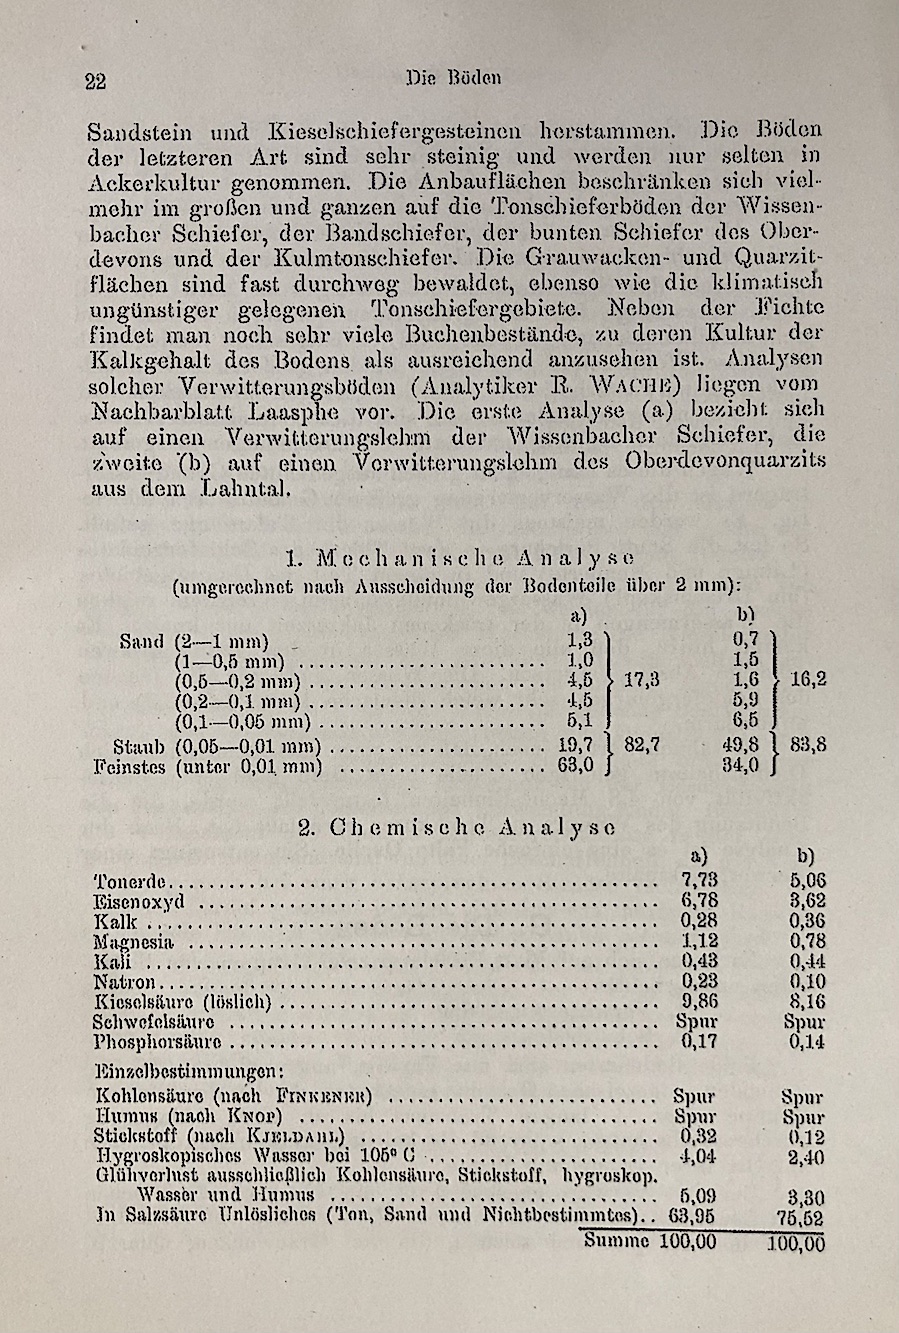 22 Die Böden
Sandstein und Kieselschiefergesteinen herstammen. Die Böden
der letzteren Art sind sehr steinig und werden nur selten in
Ackerkultur genommen. Die Anbauflächen beschränken sich viel-
mehr im großen und ganzen auf die Tonschieferböden der Wissen-
bacher Schiefer, der Bandschiefer, der bunten Schiefer des Ober-
devons und der Kulmtonschiefer. Die Grauwacken- und Quarzit-
flächen sind fast durchweg bewaldet, ebenso wie die klimatisch
ungünstiger gelegenen Tonschiefergebiete. Neben der Fichte
findet man noch sehr viele Buchenbestände, zu deren Kultur der
Kalkgehalt des Bodens als ausreichend anzusehen ist. Analysen
solcher Verwitterungsböden (Analytiker R. WACHE) liegen vom
Nachbarblatt Laasphe vor. Die erste Analyse (a) bezieht sich
auf einen Verwitterungslehm der Wissenbacher Schiefer, die
zweite (b) auf einen Verwitterungslehm des Oberdevonquarzits
aus dem Lahntal.
1. Mechanische Analyse
(umgerechnet nach Ausscheidung der Bodenteile über 2 mm):
a) b)
Sand (2—1 mm) 1,3 0,7
(1—0,5 mm) .......................... 1,0 1,5
(0,5—0,2 mm) ......................... 4,5 17,3 1,6 16,2
(0,2—0,1 mm) ......................... 4,5 5,9
(0,1—0,05 mm) ........................ 5,1 6,5
Staub (0,05—0,01 mm) ....................... 19,7 82,7 49,8 83,8
Feinstes (unter 0,01 mm) ...................... 63,0 34,0
2. Chemische Analyse
a) b)
Tonerde................................................. 7,73 5,06
Eisenoxyd .............................................. 6,78 3,62
Kalk ................................................... 0,28 0,36
Magnesia ............................................... 1,12 0,78
Kali ................................................... 0,43 0,44
Natron.................................................. 0,23 0,10
Kieselsäure (löslich) ...................................... 9,86 8,16
Schwefelsäure ........................................... Spur Spur
Phosphorsäure ........................................... 0,17 0,14
Einzelbestimmungen:
Kohlensäure (nach FINKENER) ........................... Spur Spur
Humus (nach KNOP) .................................... Spur Spur
Stickstoff (nach KJELDAHL) .............................. 0,32 0,12
Hygroskopisches Wasser bei 105° C ....................... 4,04 2,40
Glühverlust ausschließlich Kohlensäure, Stickstoff, hygroskop.
Wasser und Humus ................................. 5,09 3,30
In Salzsäure Unlösliches (Ton, Sand und Nichtbestimmtes).. 63,95 75,52
Summe 100,00 100,00